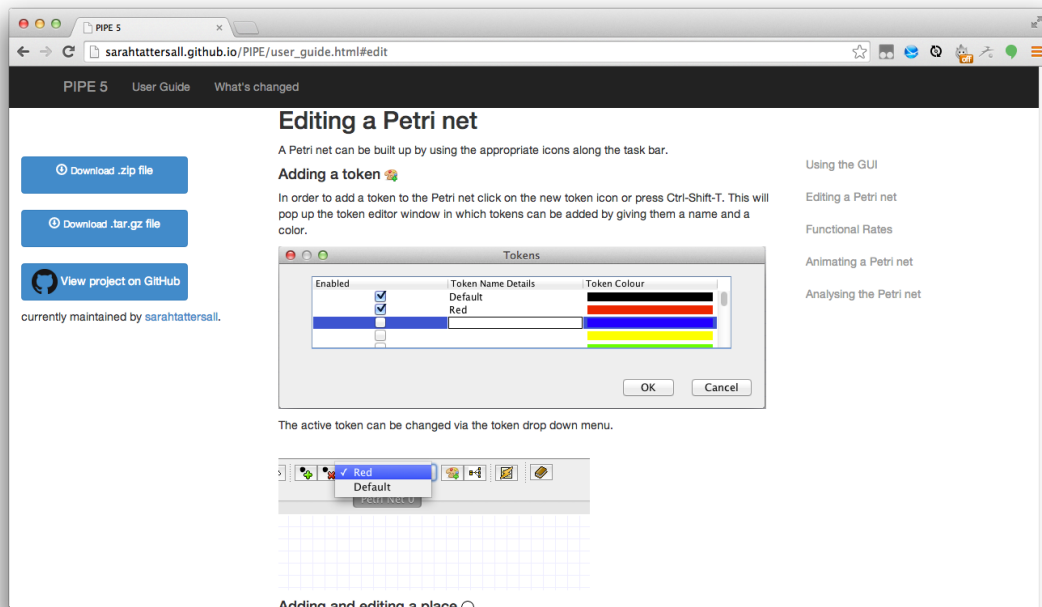 PIPE 5
sarahtattersall.github.io/PIPE/user_guide.html#edit
off
PIPE 5
User Guide
What's changed
Editing a Petri net
A Petri net can be built up by using the appropriate icons along the task bar.
Adding a token
In order to add a token to the Petri net click on the new token icon or press Ctrl-Shift-T. This will
pop up the token editor window in which tokens can be added by giving them a name and a
color.
Download .zip file
Download .tar.gz file
View project on GitHub
currently maintained by sarahtattersall.
Using the GUI
Editing a Petri net
Functional Rates
Animating a Petri net
Analysing the Petri net
Tokens
Enabled Token Name Details Token Colour
Default
Red
OK Cancel
The active token can be changed via the token drop down menu.
✓ Red
Default
Petri Net 0
Adding and editing a place